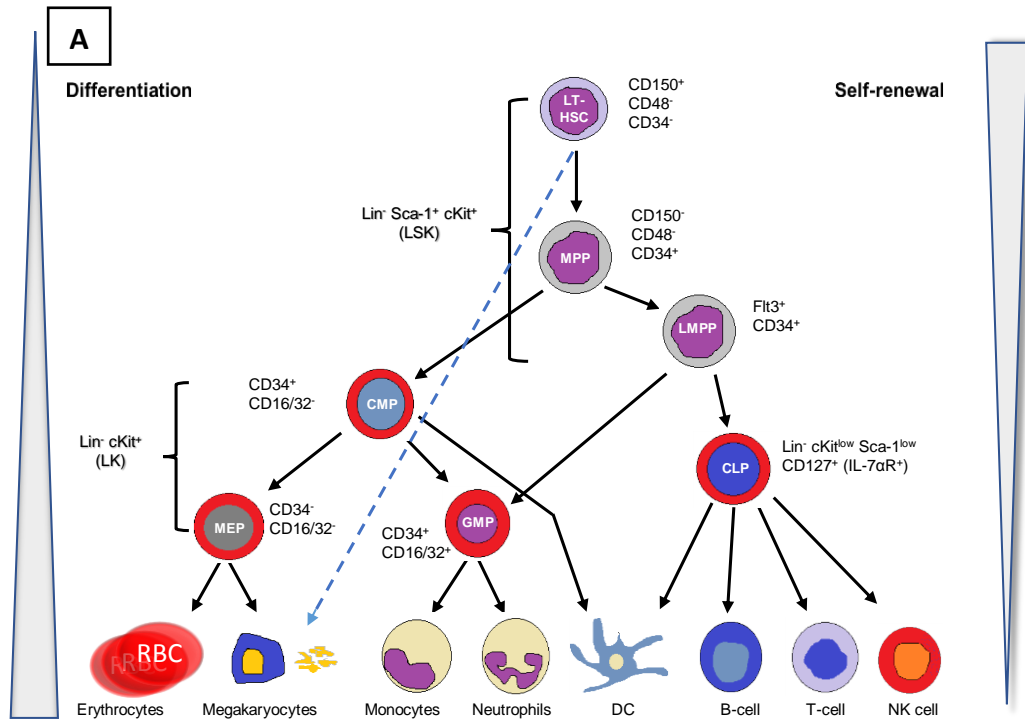 A
Differentiation
Self-renewal
LT-
HSC
CD150⁺
CD48⁻
CD34⁻
Lin⁻ Sca-1⁺ cKit⁺
(LSK)
MPP
CD150⁻
CD48⁻
CD34⁺
LMPP
Flt3⁺
CD34⁺
CD34⁺
CD16/32⁻
CMP
Lin⁻ cKit⁺
(LK)
CLP
Lin⁻ cKitˡᵒʷ Sca-1ˡᵒʷ
CD127⁺ (IL-7αR⁺)
MEP
CD34⁻
CD16/32⁻
GMP
CD34⁺
CD16/32⁺
RBC
Erythrocytes
Megakaryocytes
Monocytes
Neutrophils
DC
B-cell
T-cell
NK cell